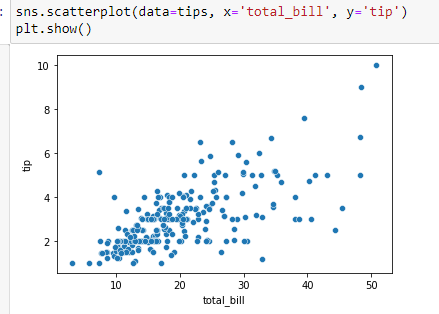 : sns.scatterplot(data=tips, x='total_bill', y='tip')
plt.show()
10
8
tip
6
4
2
10 20 30 40 50
total_bill